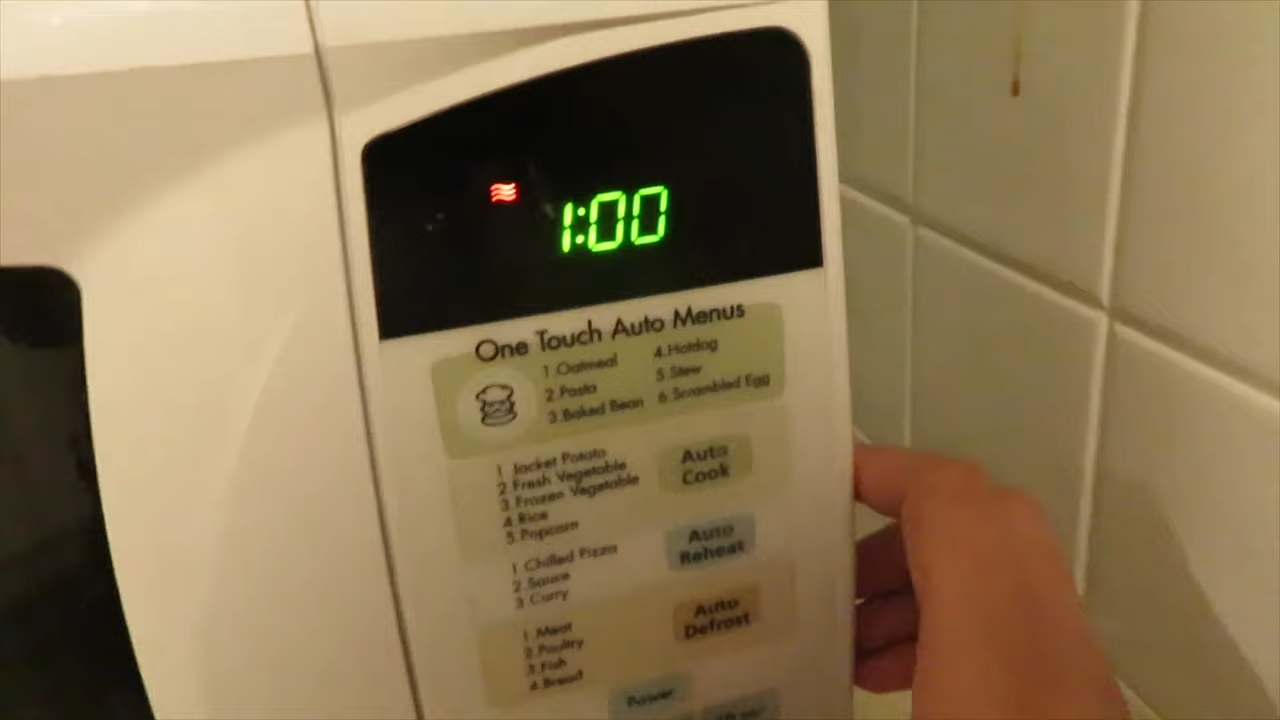 1:00
One Touch Auto Menus
1.Oatmeal
2.Pasta
3.Baked Bean
4.Hotdog
5.Stew
6 Scrambled Egg
1 Jacket Potato
2 Fresh Vegetable
3.Frozen Vegetable
4.Rice
5.Popcorn
Auto
Cook
1 Chilled Pizza
2 Sauce
3 Curry
Auto
Reheat
1.Meat
2.Poultry
3.Fish
4.Bread
Auto
Defrost
Power